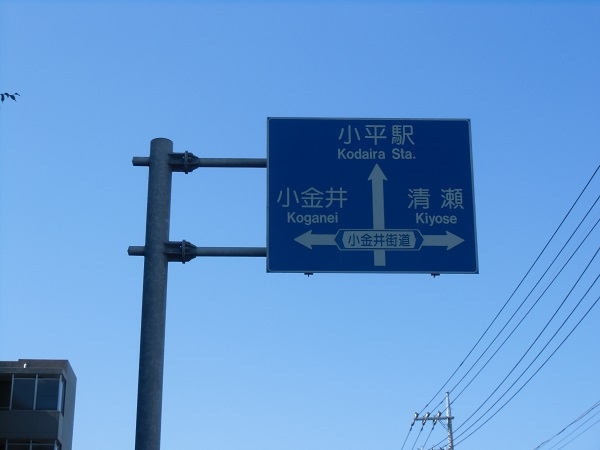 小平駅
Kodaira Sta.
小金井
Koganei
清瀬
Kiyose
小金井街道